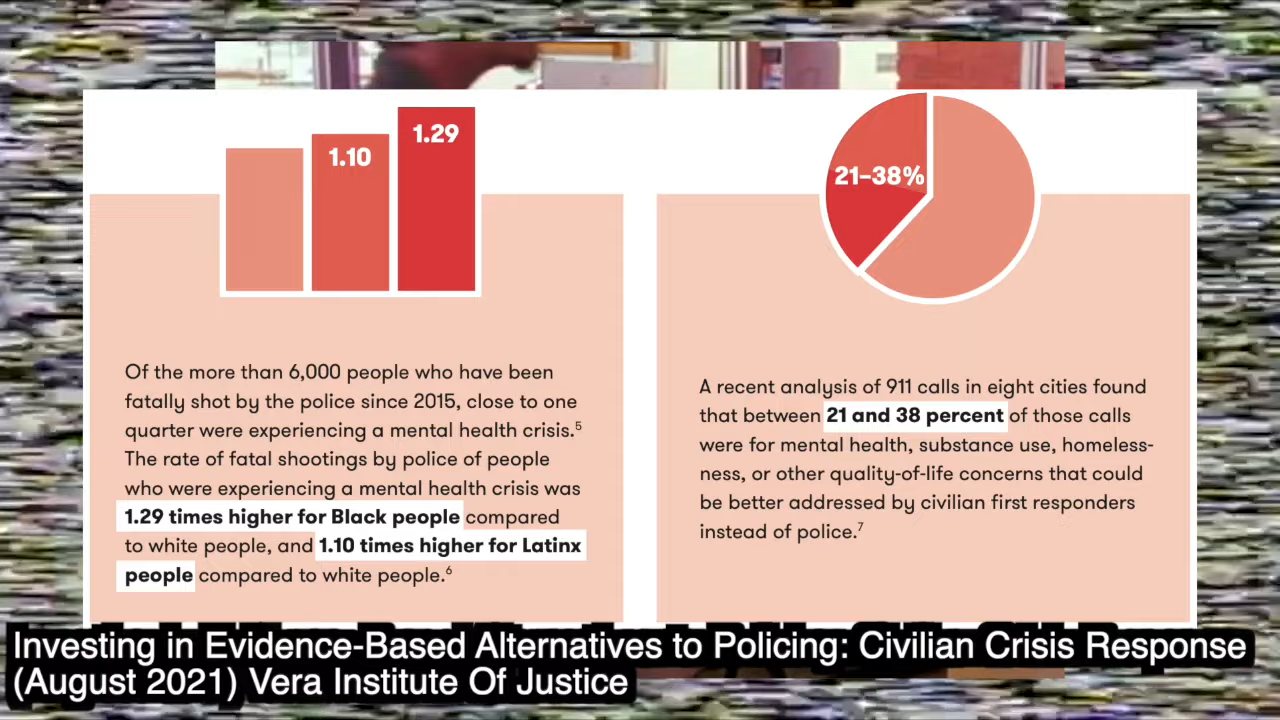 1.10
1.29
Of the more than 6,000 people who have been
fatally shot by the police since 2015, close to one
quarter were experiencing a mental health crisis.⁵
The rate of fatal shootings by police of people
who were experiencing a mental health crisis was
1.29 times higher for Black people compared
to white people, and 1.10 times higher for Latinx
people compared to white people.⁶
21–38%
A recent analysis of 911 calls in eight cities found
that between 21 and 38 percent of those calls
were for mental health, substance use, homeless-
ness, or other quality-of-life concerns that could
be better addressed by civilian first responders
instead of police.⁷
Investing in Evidence-Based Alternatives to Policing: Civilian Crisis Response
(August 2021) Vera Institute Of Justice